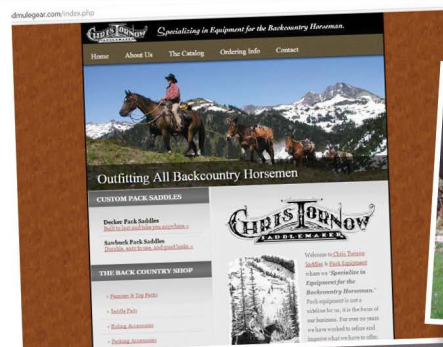 dmulegear.com/index.php
CHRIS TORNOW
SADDLEMAKER
Specializing in Equipment for the Backcountry Horseman.
Home About Us The Catalog Ordering Info Contact
Outfitting All Backcountry Horsemen
CUSTOM PACK SADDLES
Decker Pack Saddles
Built to last and take you anywhere »
Sawbuck Pack Saddles
Durable, easy to use, and good looks »
THE BACK COUNTRY SHOP
› Panniers & Top Packs
› Saddle Pads
› Riding Accessories
› Packing Accessories
CHRIS TORNOW
SADDLEMAKER
Welcome to Chris Tornow
Saddles & Pack Equipment
where we "Specialize in
Equipment for the
Backcountry Horseman."
Pack equipment is not a
sideline for us, it is the focus of
our business. For over 20 years
we have worked to refine and
improve what we have to offer.